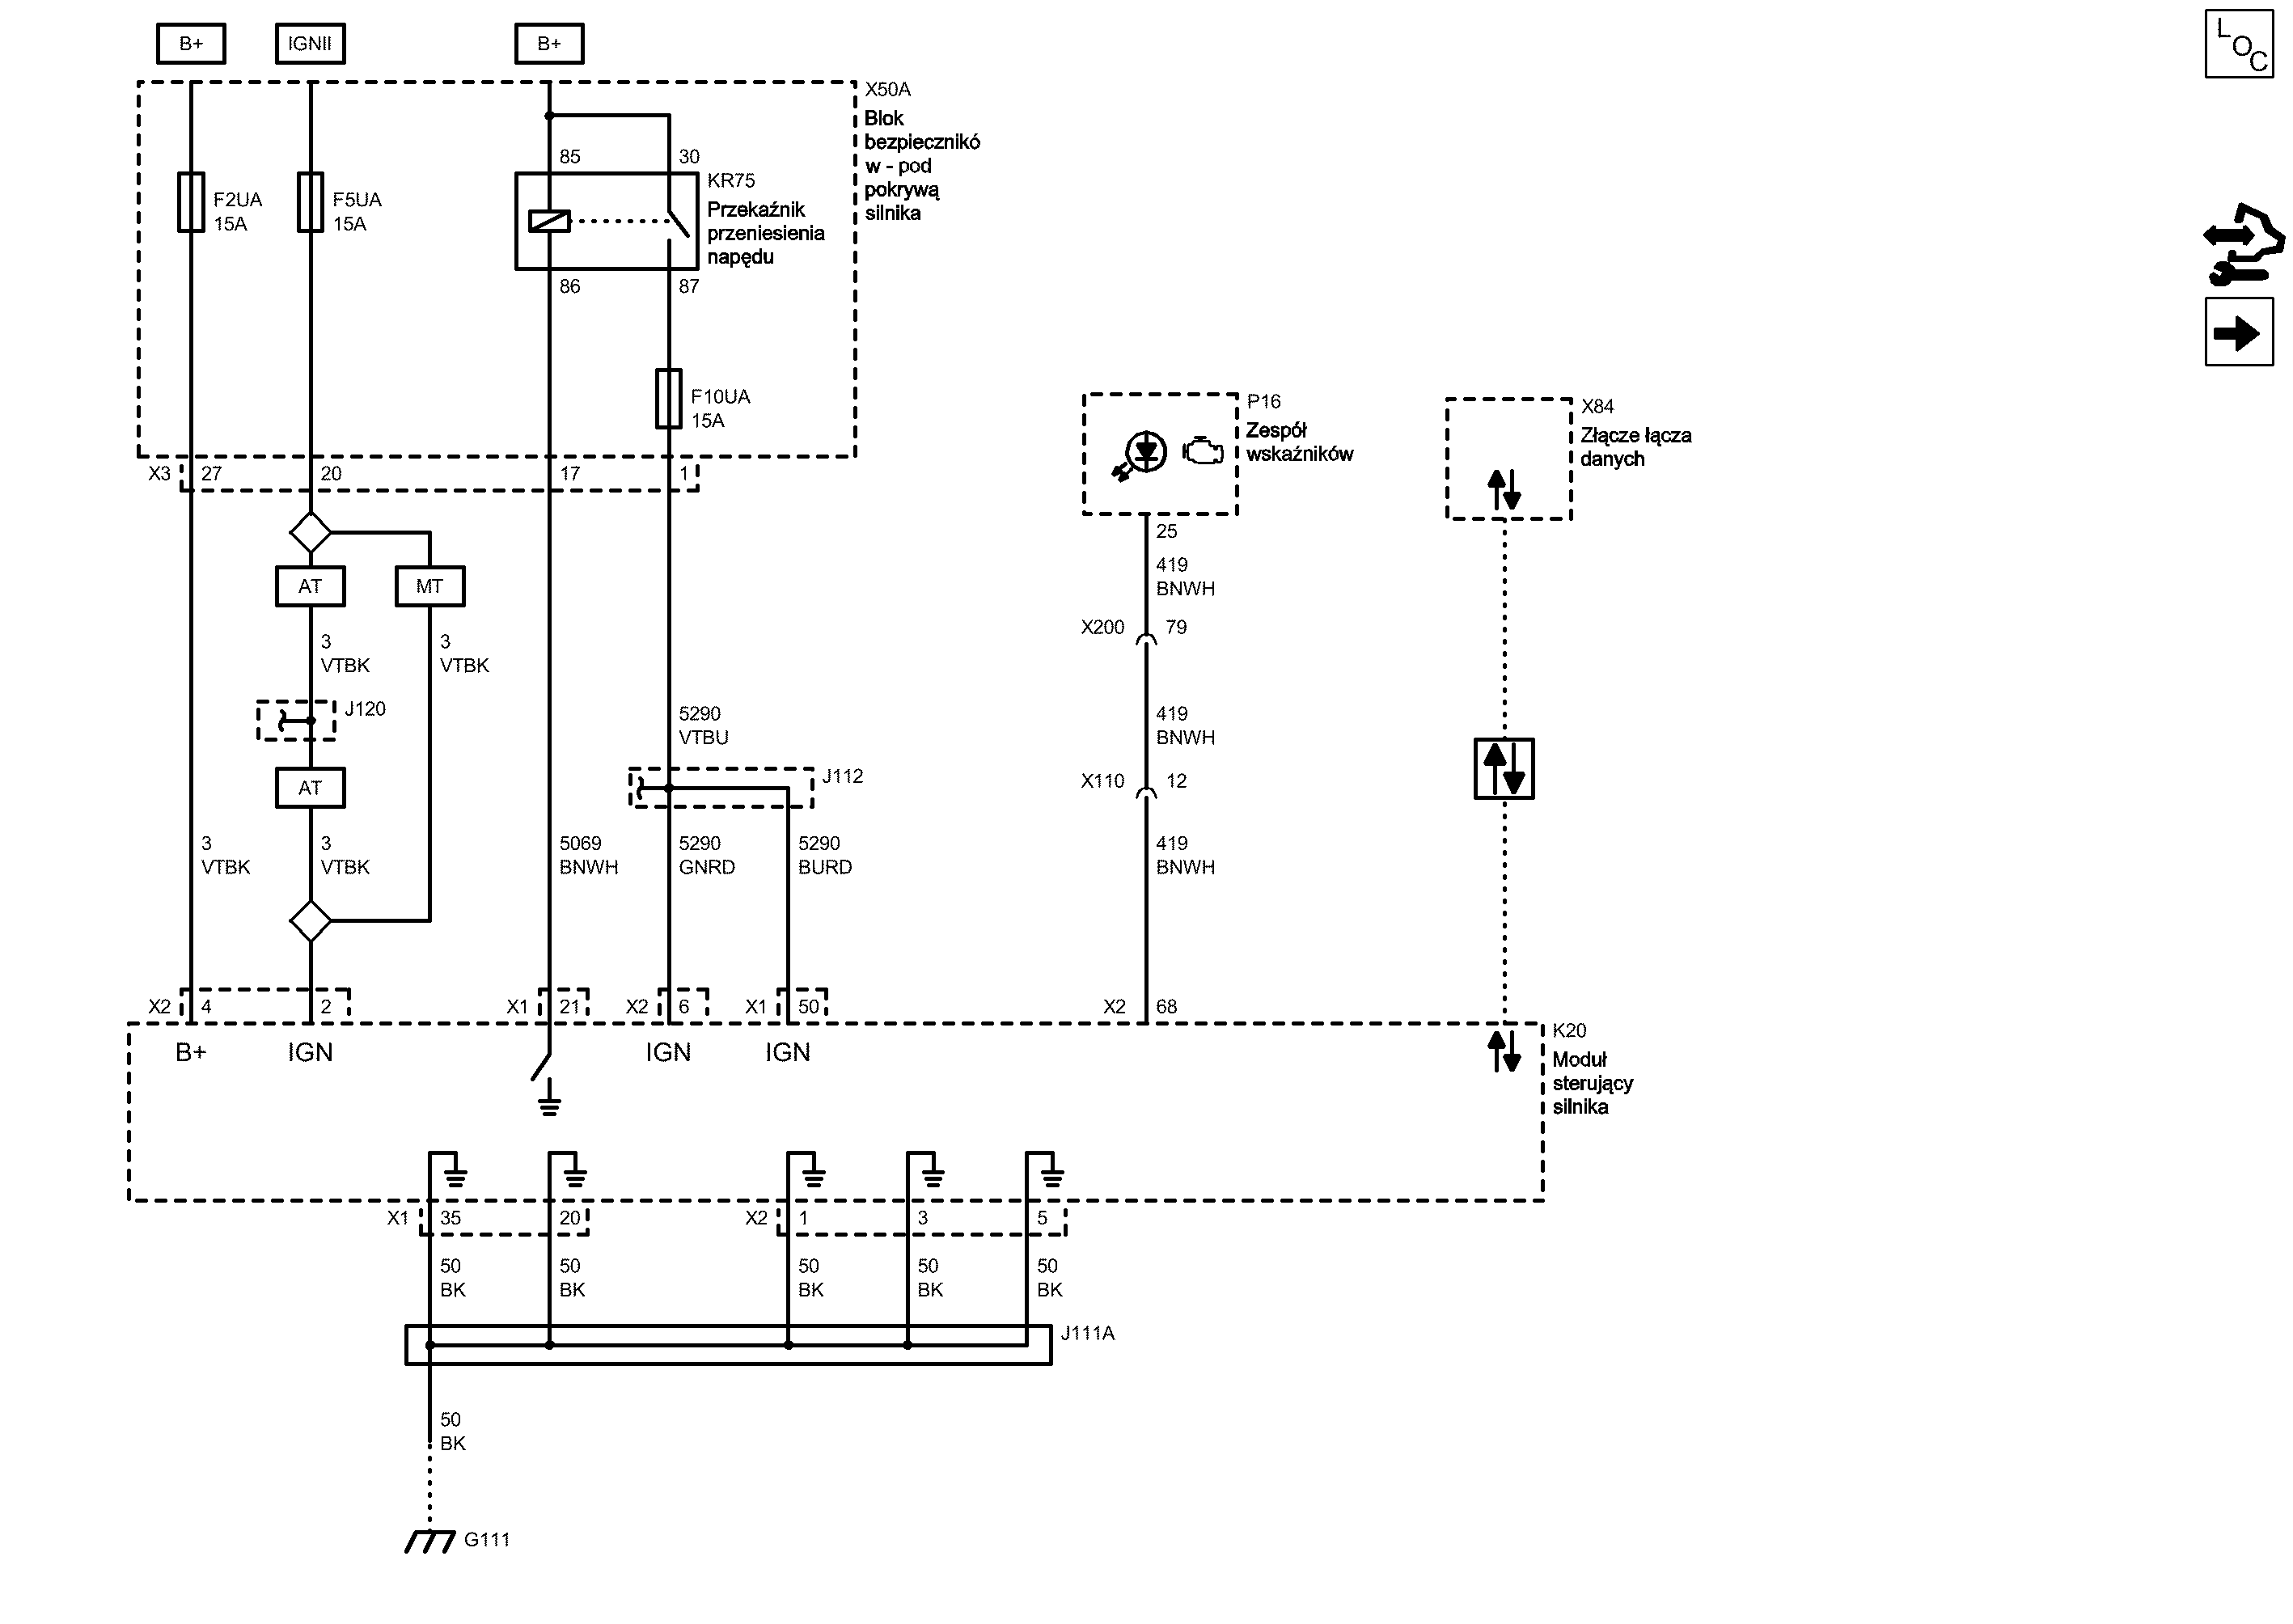 B+
IGNII
B+
L
O
C
X50A
Blok
bezpiecznikó
w - pod
pokrywą
silnika
85
30
KR75
Przekaźnik
przeniesienia
napędu
F2UA
15A
F5UA
15A
86
87
F10UA
15A
P16
Zespół
wskaźników
X84
Złącze łącza
danych
X3
27
20
17
1
25
419
BNWH
AT
MT
X200
79
3
VTBK
3
VTBK
J120
5290
VTBU
419
BNWH
J112
X110
12
AT
3
VTBK
3
VTBK
5069
BNWH
5290
GNRD
5290
BURD
419
BNWH
X2
4
2
X1
21
X2
6
X1
50
X2
68
B+
IGN
IGN
IGN
K20
Moduł
sterujący
silnika
X1
35
20
X2
1
3
5
50
BK
50
BK
50
BK
50
BK
50
BK
J111A
50
BK
G111